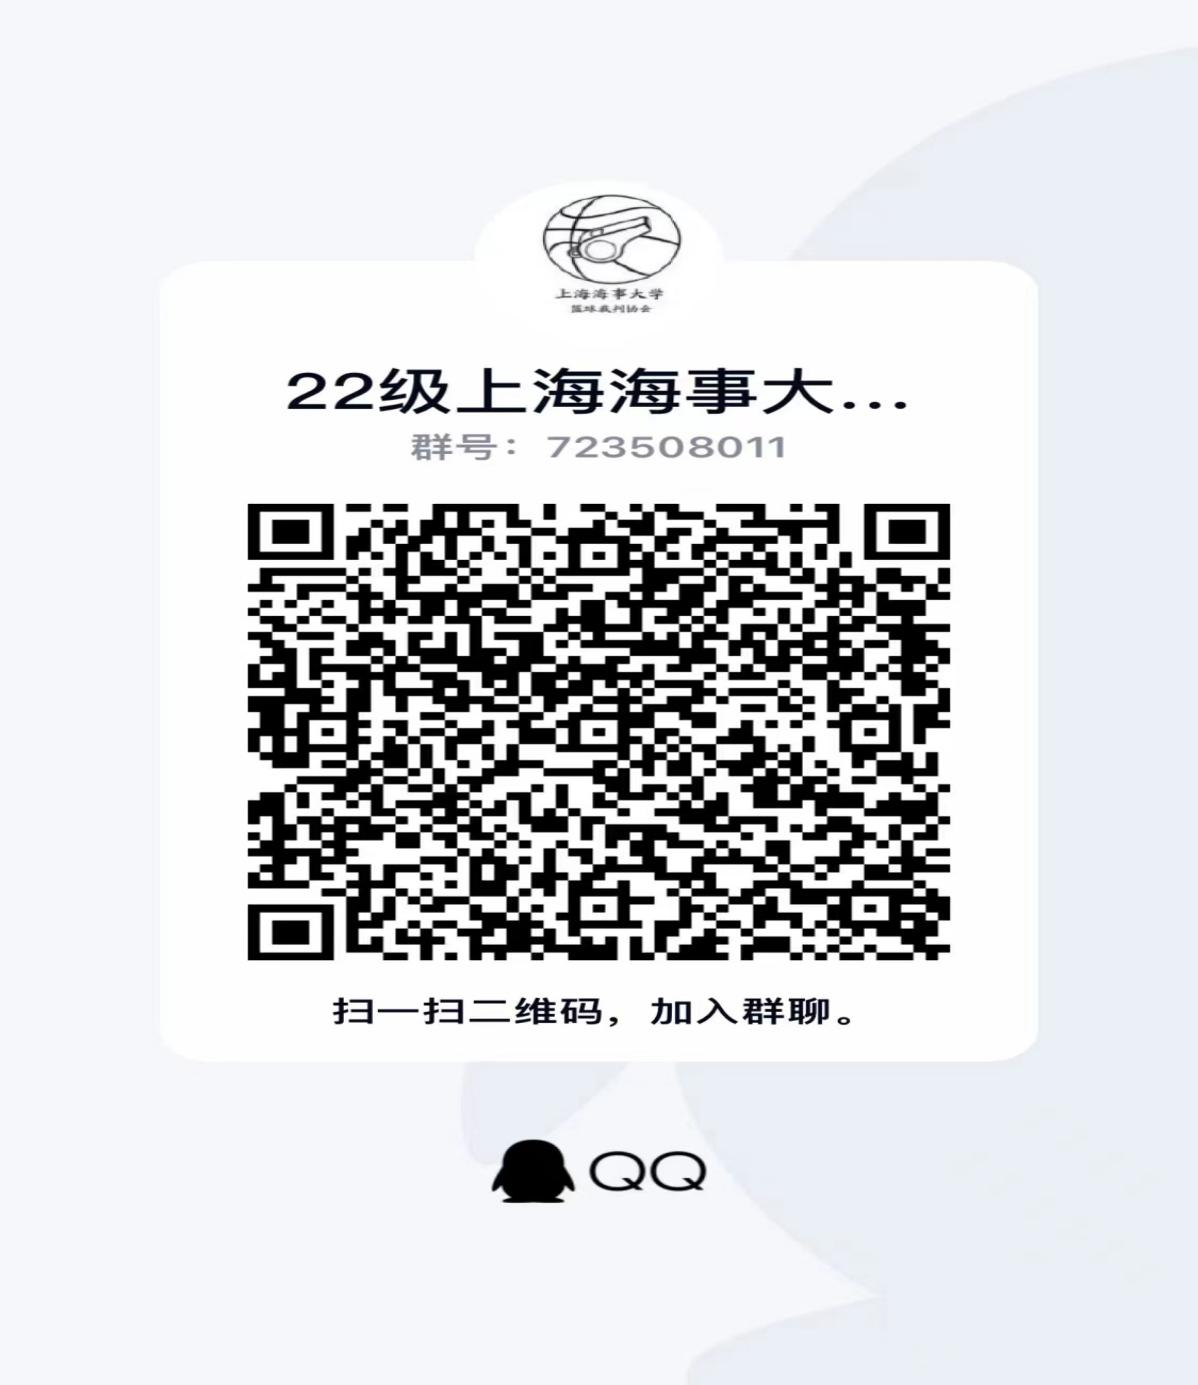 上海海事大学
篮球裁判协会
22级上海海事大...
群号：723508011
扫一扫二维码，加入群聊。
QQ